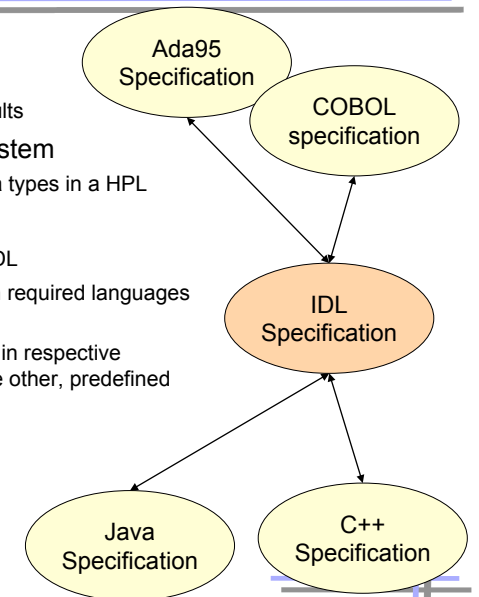 Ada95
Specification
COBOL
specification
ults
stem
types in a HPL
DL
required languages
IDL
Specification
in respective
other, predefined
Java
Specification
C++
Specification